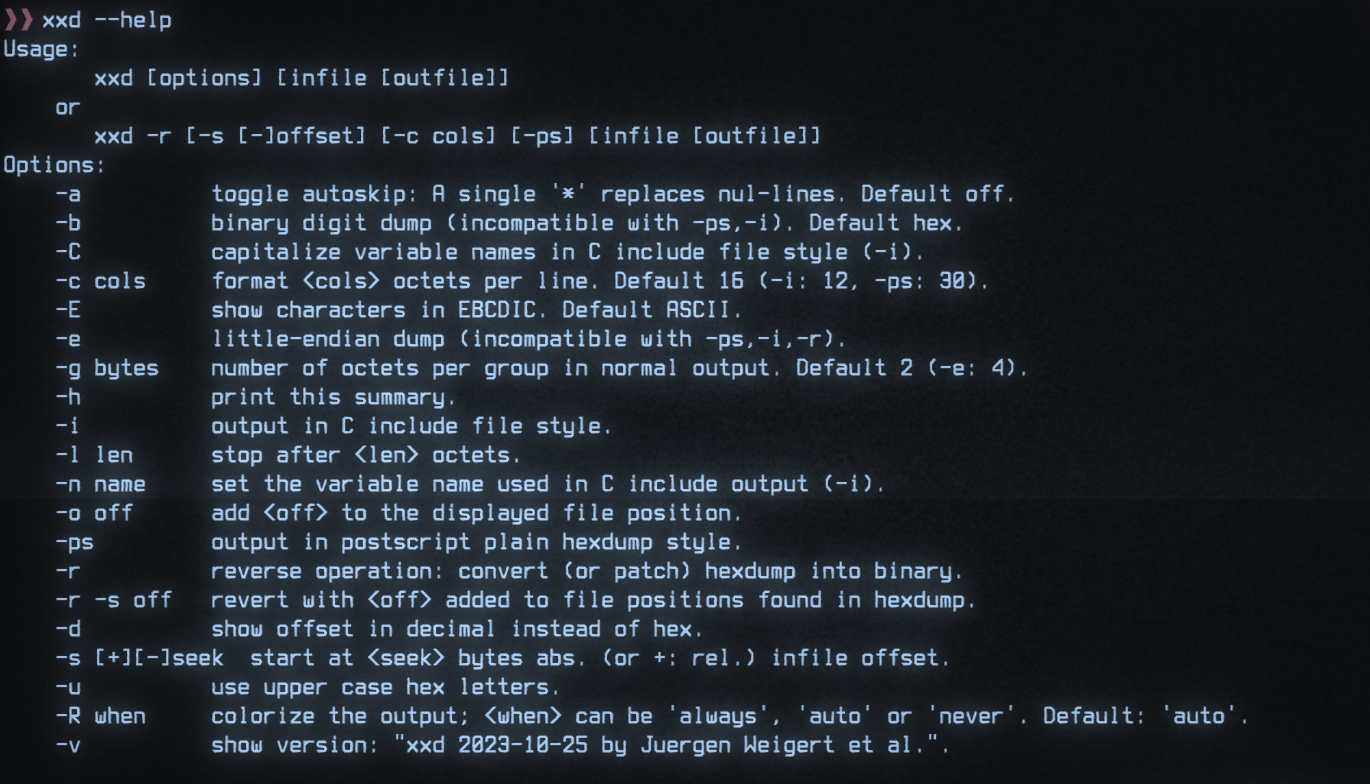 ❯❯ xxd --help
Usage:
       xxd [options] [infile [outfile]]
    or
       xxd -r [-s [-]offset] [-c cols] [-ps] [infile [outfile]]
Options:
    -a          toggle autoskip: A single '*' replaces nul-lines. Default off.
    -b          binary digit dump (incompatible with -ps,-i). Default hex.
    -C          capitalize variable names in C include file style (-i).
    -c cols     format <cols> octets per line. Default 16 (-i: 12, -ps: 30).
    -E          show characters in EBCDIC. Default ASCII.
    -e          little-endian dump (incompatible with -ps,-i,-r).
    -g bytes    number of octets per group in normal output. Default 2 (-e: 4).
    -h          print this summary.
    -i          output in C include file style.
    -l len      stop after <len> octets.
    -n name     set the variable name used in C include output (-i).
    -o off      add <off> to the displayed file position.
    -ps         output in postscript plain hexdump style.
    -r          reverse operation: convert (or patch) hexdump into binary.
    -r -s off   revert with <off> added to file positions found in hexdump.
    -d          show offset in decimal instead of hex.
    -s [+][-]seek  start at <seek> bytes abs. (or +: rel.) infile offset.
    -u          use upper case hex letters.
    -R when     colorize the output; <when> can be 'always', 'auto' or 'never'. Default: 'auto'.
    -v          show version: "xxd 2023-10-25 by Juergen Weigert et al.".